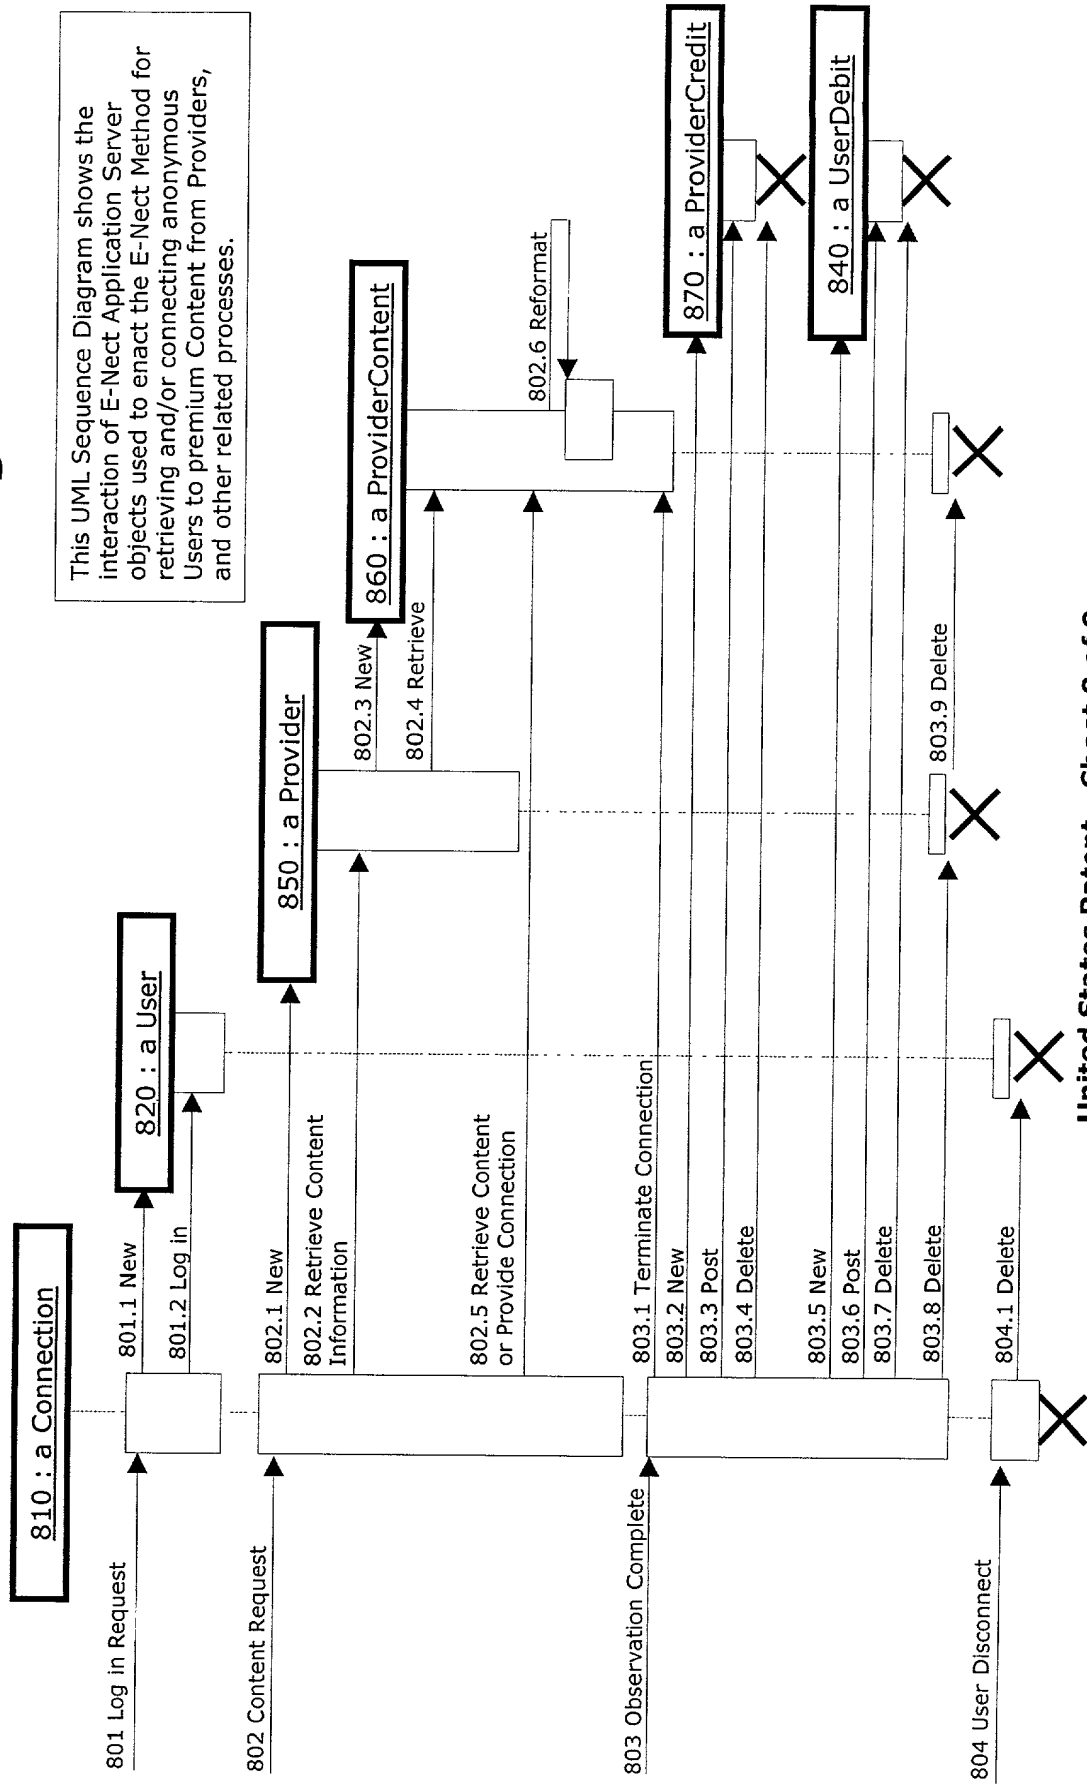 This UML Sequence Diagram shows the
interaction of E-Nect Application Server
objects used to enact the E-Nect Method for
retrieving and/or connecting anonymous
Users to premium Content from Providers,
and other related processes.
810 : a Connection
820 : a User
850 : a Provider
860 : a ProviderContent
870 : a ProviderCredit
840 : a UserDebit
801 Log in Request
801.1 New
801.2 Log in
802 Content Request
802.1 New
802.2 Retrieve Content
Information
802.3 New
802.4 Retrieve
802.5 Retrieve Content
or Provide Connection
802.6 Reformat
803 Observation Complete
803.1 Terminate Connection
803.2 New
803.3 Post
803.4 Delete
803.5 New
803.6 Post
803.7 Delete
803.8 Delete
803.9 Delete
804 User Disconnect
804.1 Delete
United States Patent